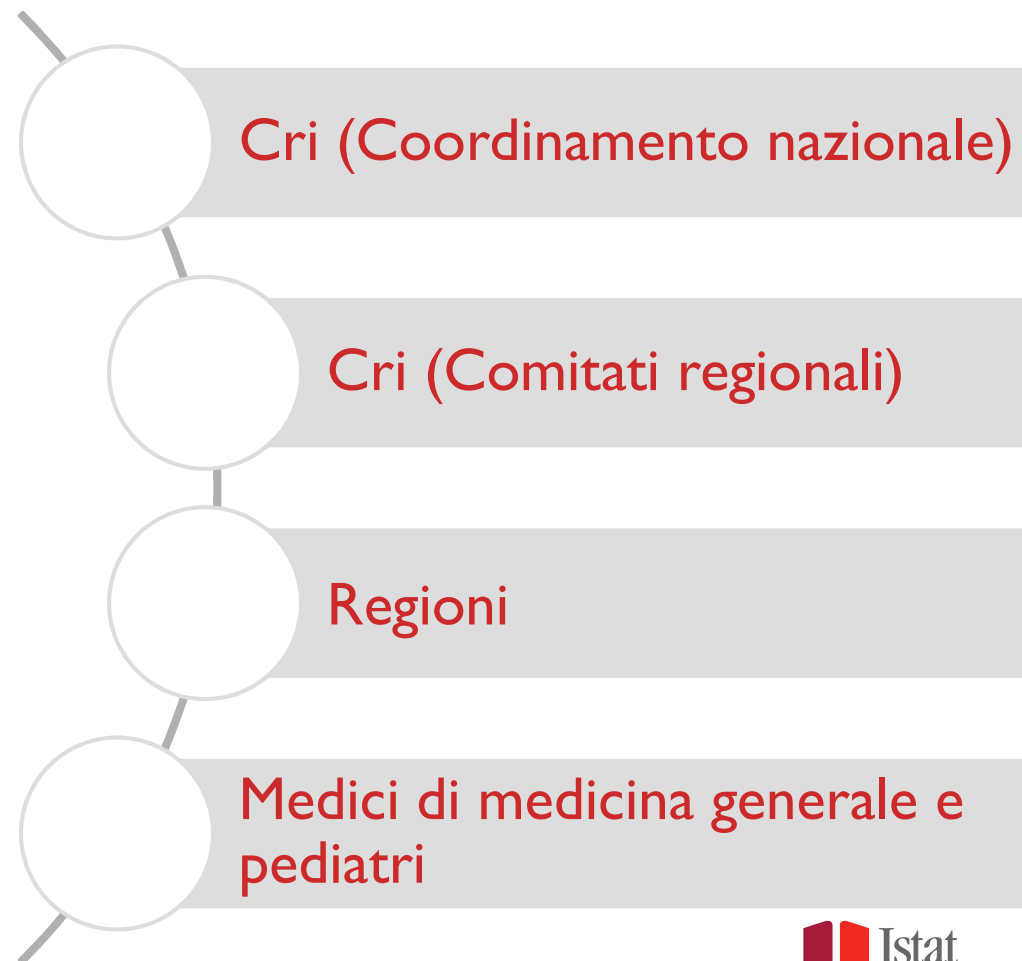 Cri (Coordinamento nazionale)
Cri (Comitati regionali)
Regioni
Medici di medicina generale e
pediatri
Istat